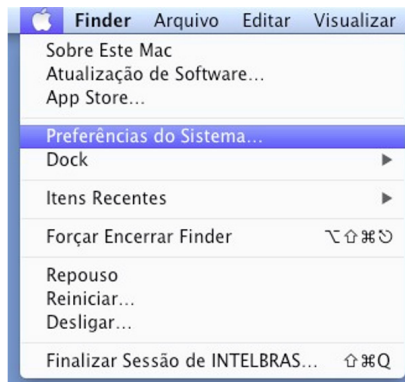 Finder Arquivo Editar Visualizar
Sobre Este Mac
Atualização de Software...
App Store...
Preferências do Sistema...
Dock ▶
Itens Recentes ▶
Forçar Encerrar Finder ⌥⇧⌘⎋
Repouso
Reiniciar...
Desligar...
Finalizar Sessão de INTELBRAS... ⇧⌘Q